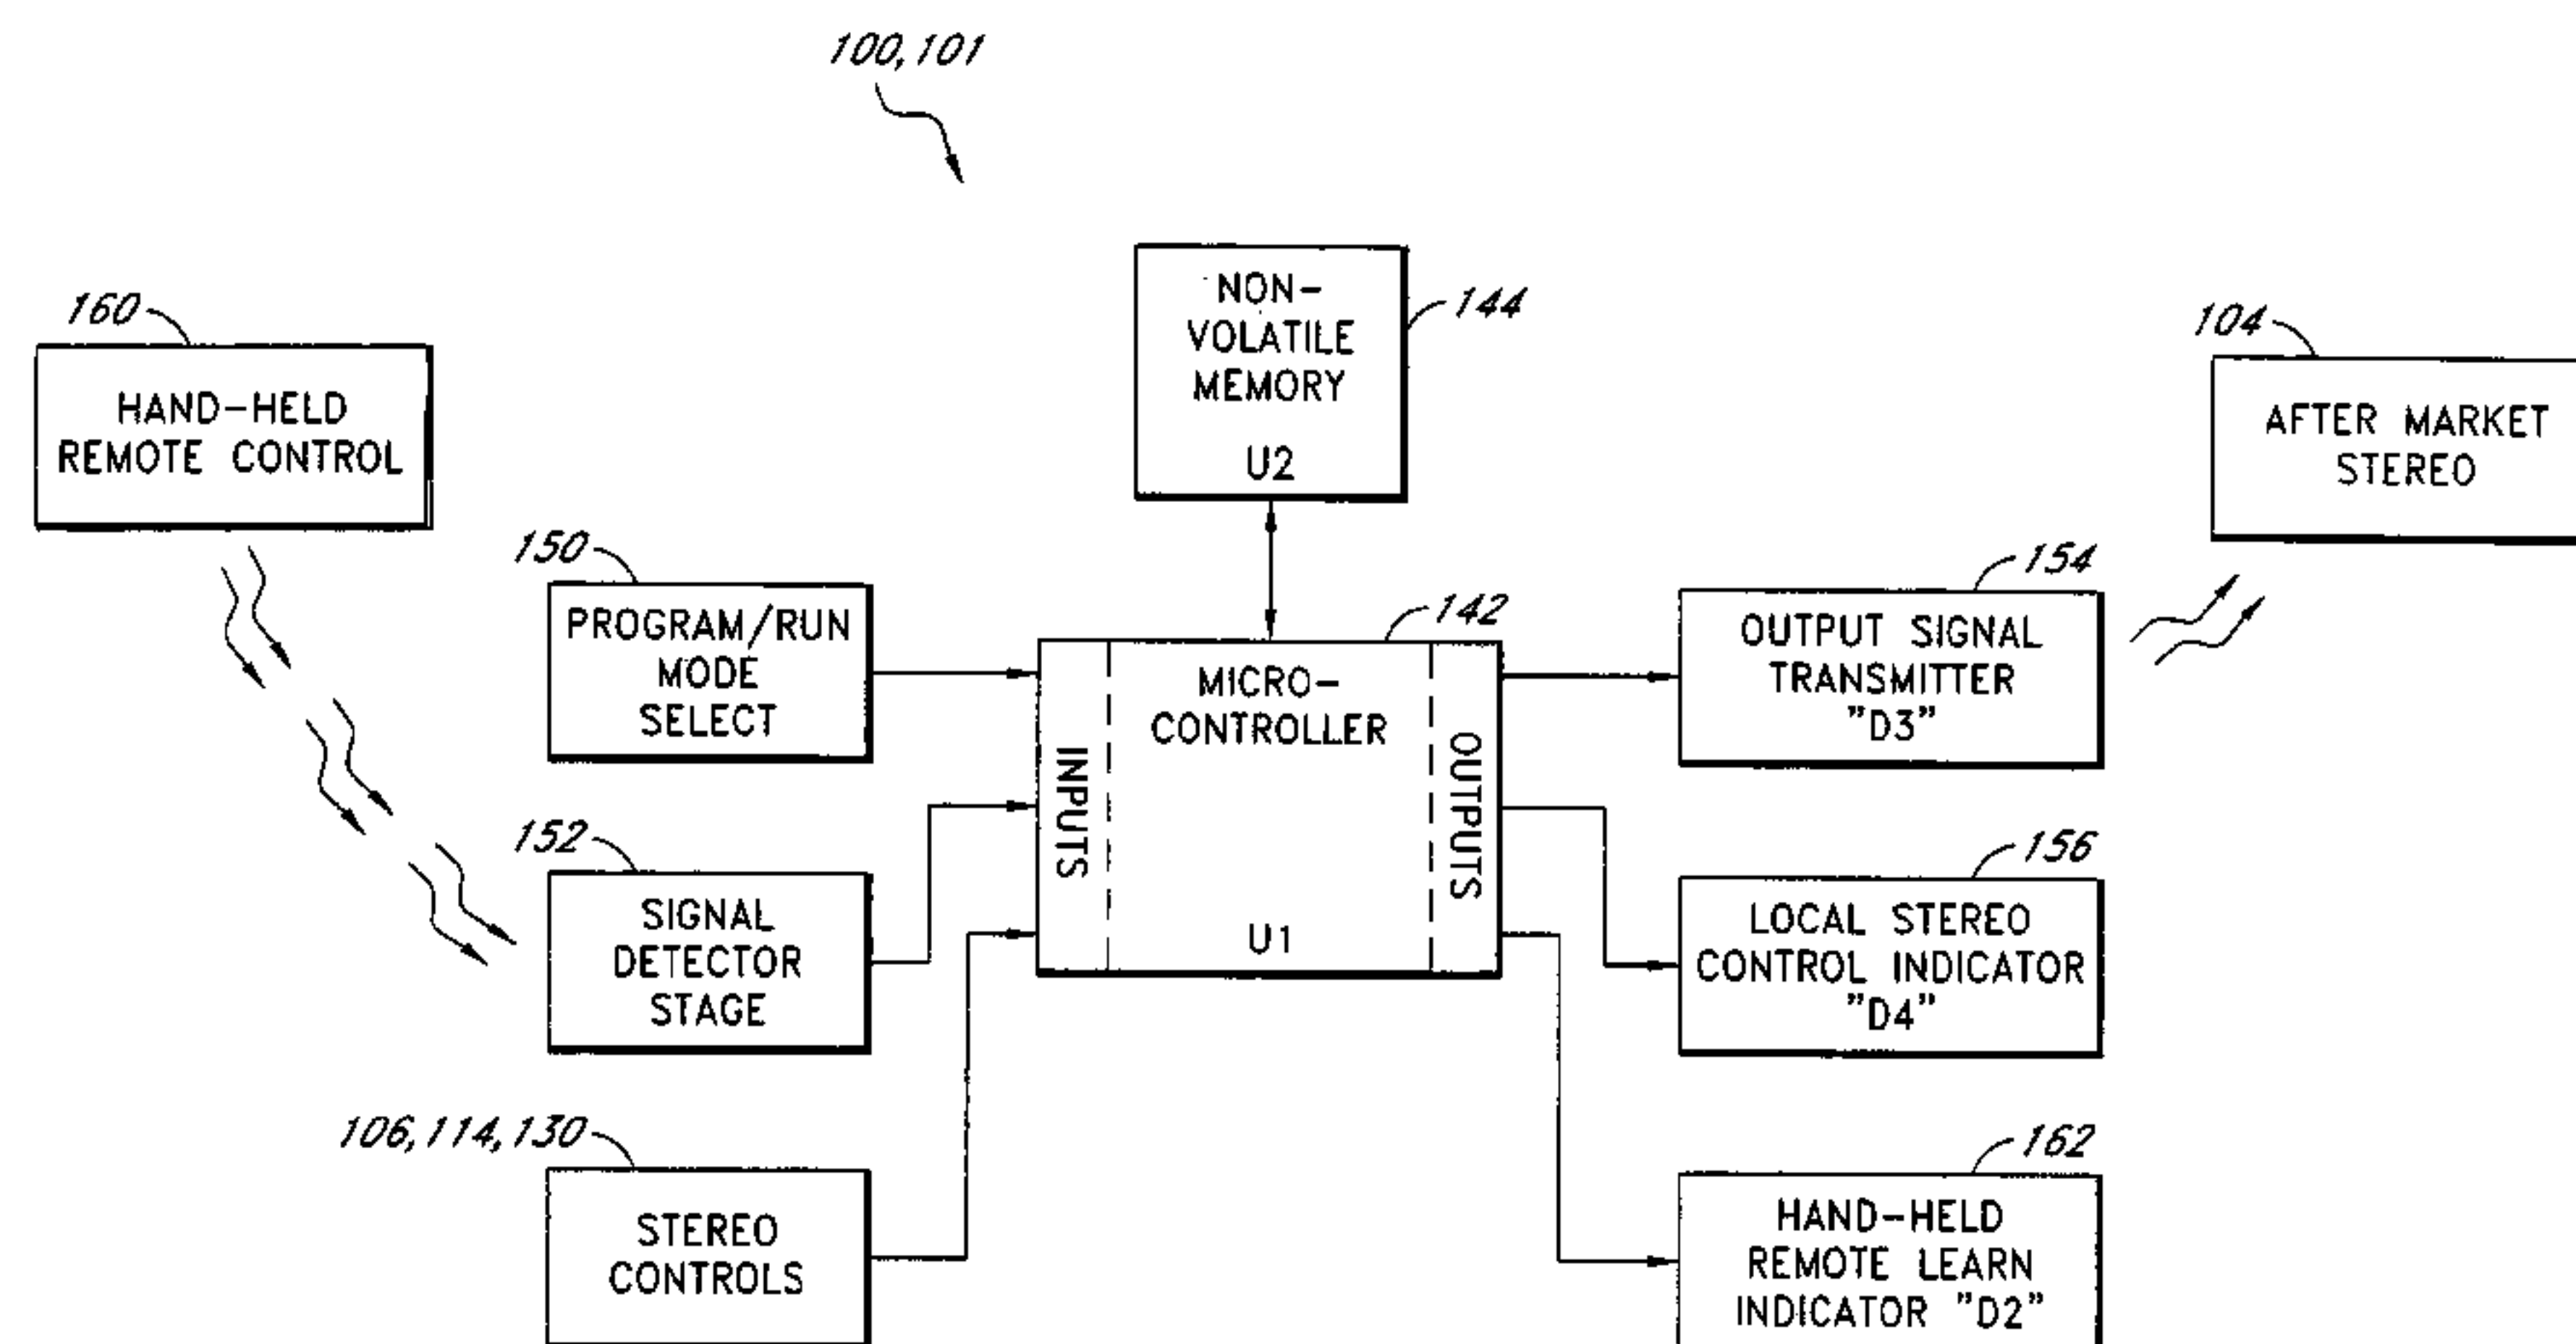 100, 101
160
HAND-HELD
REMOTE CONTROL
NON-
VOLATILE
MEMORY
U2
144
104
AFTER MARKET
STEREO
150
PROGRAM/RUN
MODE
SELECT
142
INPUTS
MICRO-
CONTROLLER
U1
OUTPUTS
154
OUTPUT SIGNAL
TRANSMITTER
"D3"
152
SIGNAL
DETECTOR
STAGE
156
LOCAL STEREO
CONTROL INDICATOR
"D4"
106, 114, 130
STEREO
CONTROLS
162
HAND-HELD
REMOTE LEARN
INDICATOR "D2"